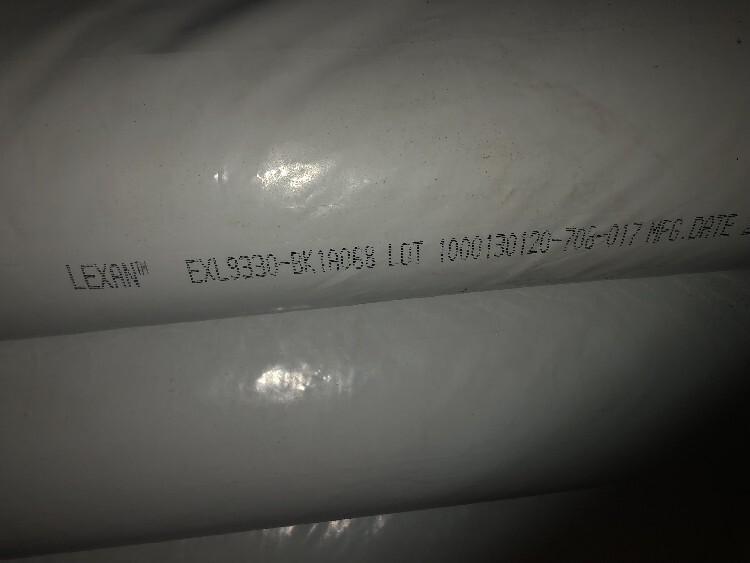 LEXAN™ EXL9330-BK1A068 LOT 1000130120-706-017 MFG.DATE